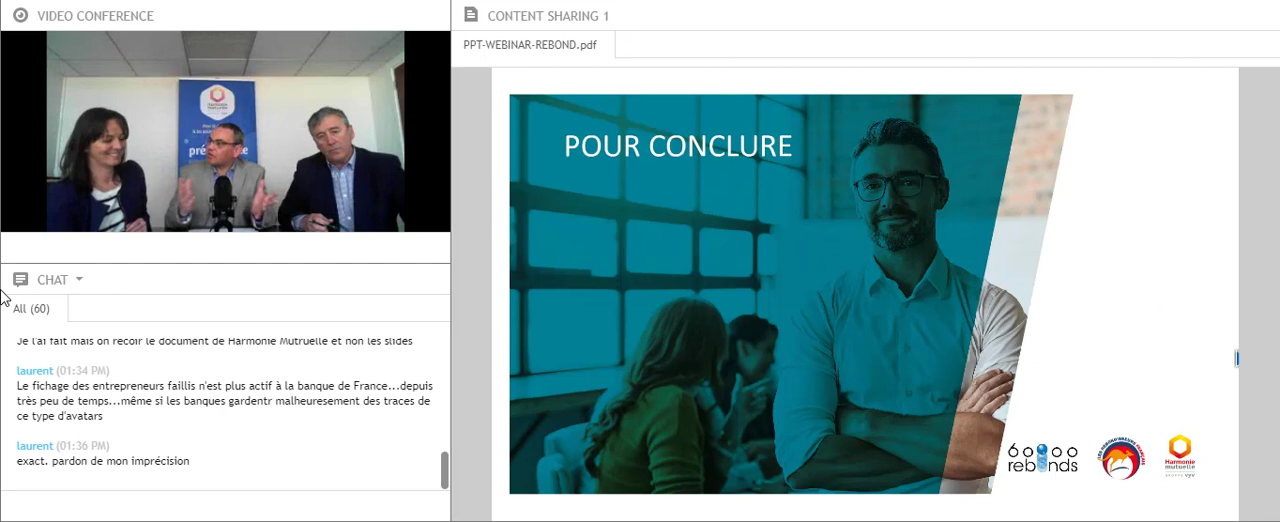 VIDEO CONFERENCE
Harmonie
mutuelle
CHAT
All (60)
Je l'ai fait mais on recoir le document de Harmonie Mutruelle et non les slides
laurent (01:34 PM)
Le fichage des entrepreneurs faillis n'est plus actif à la banque de France...depuis
très peu de temps...même si les banques gardentr malheuresement des traces de
ce type d'avatars
laurent (01:36 PM)
exact. pardon de mon imprécision
CONTENT SHARING 1
PPT-WEBINAR-REBOND.pdf
POUR CONCLURE
60000
rebonds
Harmonie
mutuelle